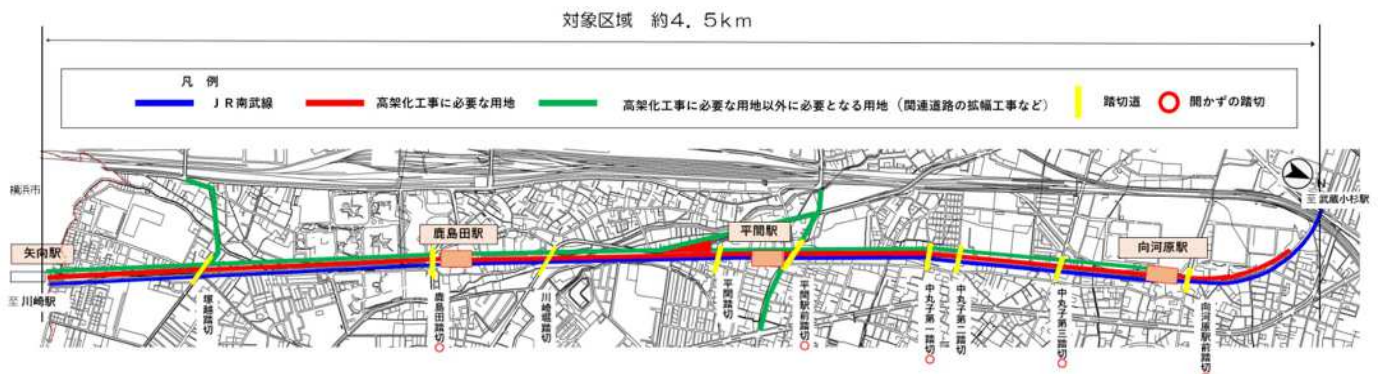 対象区域 約4.5km
凡 例
JR南武線
高架化工事に必要な用地
高架化工事に必要な用地以外に必要となる用地（関連道路の拡幅工事など）
踏切道
開かずの踏切
横浜市
至 武蔵小杉駅
矢向駅
鹿島田駅
平間駅
向河原駅
至 川崎駅
塚越踏切
鹿島田踏切
川崎堀踏切
平間踏切
平間駅前踏切
中丸子第一踏切
中丸子第二踏切
中丸子第三踏切
向河原駅前踏切